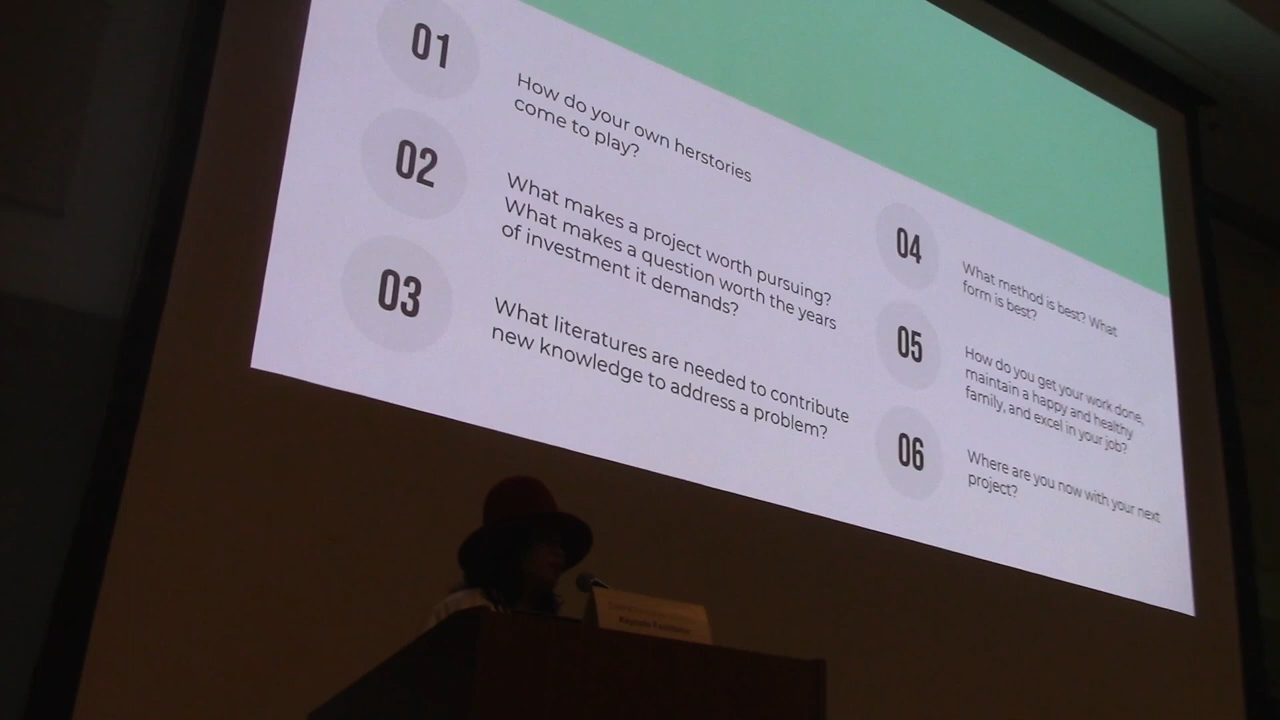 01
How do your own herstories
come to play?
02
What makes a project worth pursuing?
What makes a question worth the years
of investment it demands?
03
What literatures are needed to contribute
new knowledge to address a problem?
04
What method is best? What
form is best?
05
How do you get your work done,
maintain a happy and healthy
family, and excel in your job?
06
Where are you now with your next
project?
Keynote